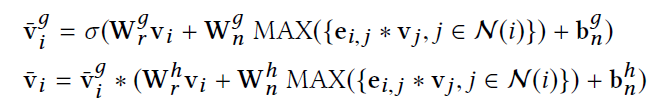 v̄ᵢᵍ = σ(Wᵣᵍvᵢ + Wₙᵍ MAX({eᵢ,ⱼ * vⱼ, j ∈ 𝒩(i)}) + bₙᵍ)
v̄ᵢ = v̄ᵢᵍ * (Wᵣʰvᵢ + Wₙʰ MAX({eᵢ,ⱼ * vⱼ, j ∈ 𝒩(i)}) + bₙʰ)